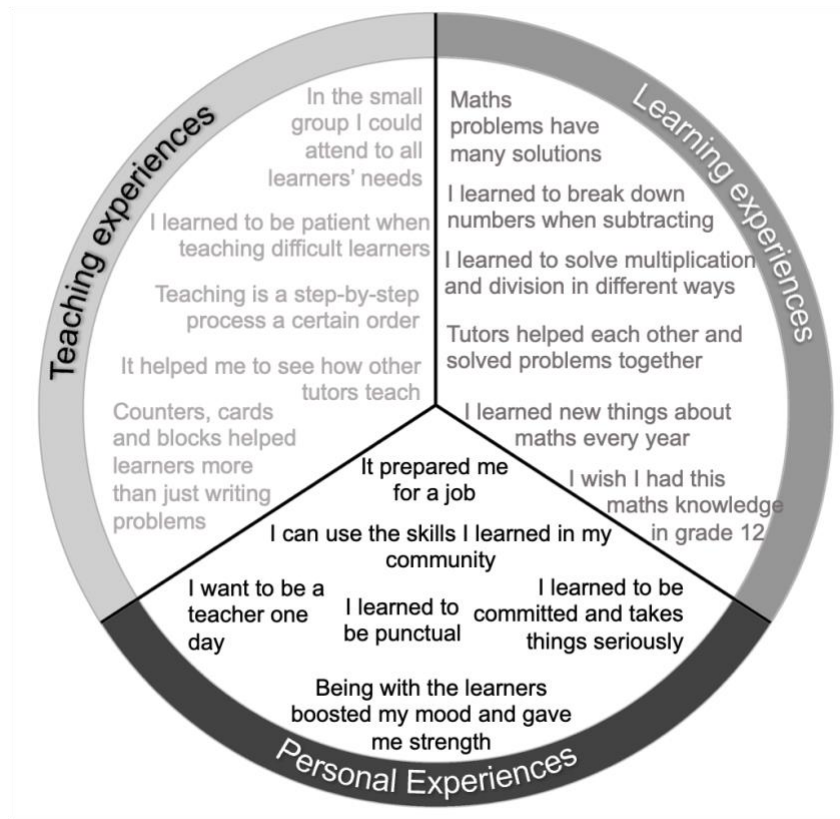 Teaching experiences
In the small
group I could
attend to all
learners' needs
I learned to be patient when
teaching difficult learners
Teaching is a step-by-step
process a certain order
It helped me to see how other
tutors teach
Counters, cards
and blocks helped
learners more
than just writing
problems
Learning experiences
Maths
problems have
many solutions
I learned to break down
numbers when subtracting
I learned to solve multiplication
and division in different ways
Tutors helped each other and
solved problems together
I learned new things about
maths every year
I wish I had this
maths knowledge
in grade 12
It prepared me
for a job
I can use the skills I learned in my
community
I want to be a
teacher one
day
I learned to
be punctual
I learned to be
committed and takes
things seriously
Being with the learners
boosted my mood and gave
me strength
Personal Experiences